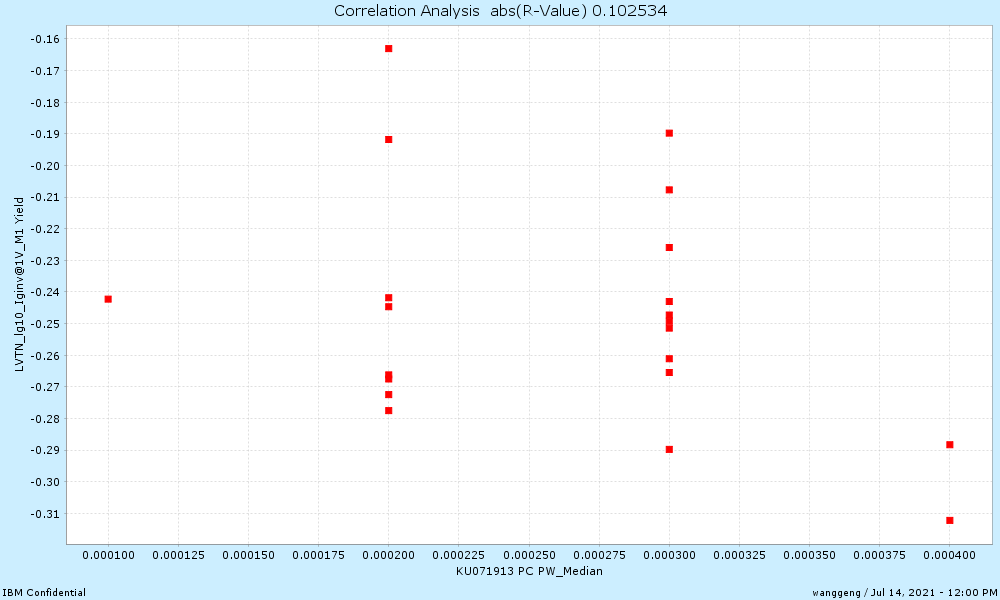 Correlation Analysis  abs(R-Value) 0.102534
-0.16
-0.17
-0.18
-0.19
-0.20
-0.21
-0.22
-0.23
-0.24
-0.25
-0.26
-0.27
-0.28
-0.29
-0.30
-0.31
LVTN_lg10_Iginv@1V_M1 Yield
0.000100 0.000125 0.000150 0.000175 0.000200 0.000225 0.000250 0.000275 0.000300 0.000325 0.000350 0.000375 0.000400
KU071913 PC PW_Median
IBM Confidential
wanggeng / Jul 14, 2021 - 12:00 PM